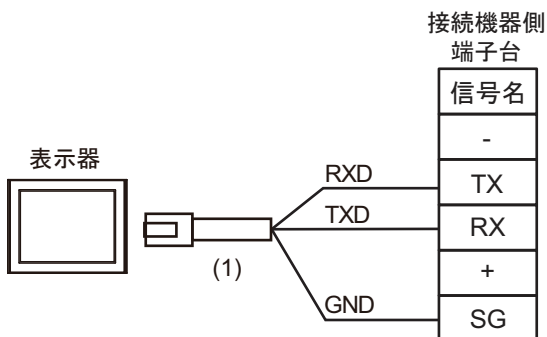 接続機器側
端子台
信号名
-
表示器
RXD
TX
TXD
RX
(1)
+
GND
SG